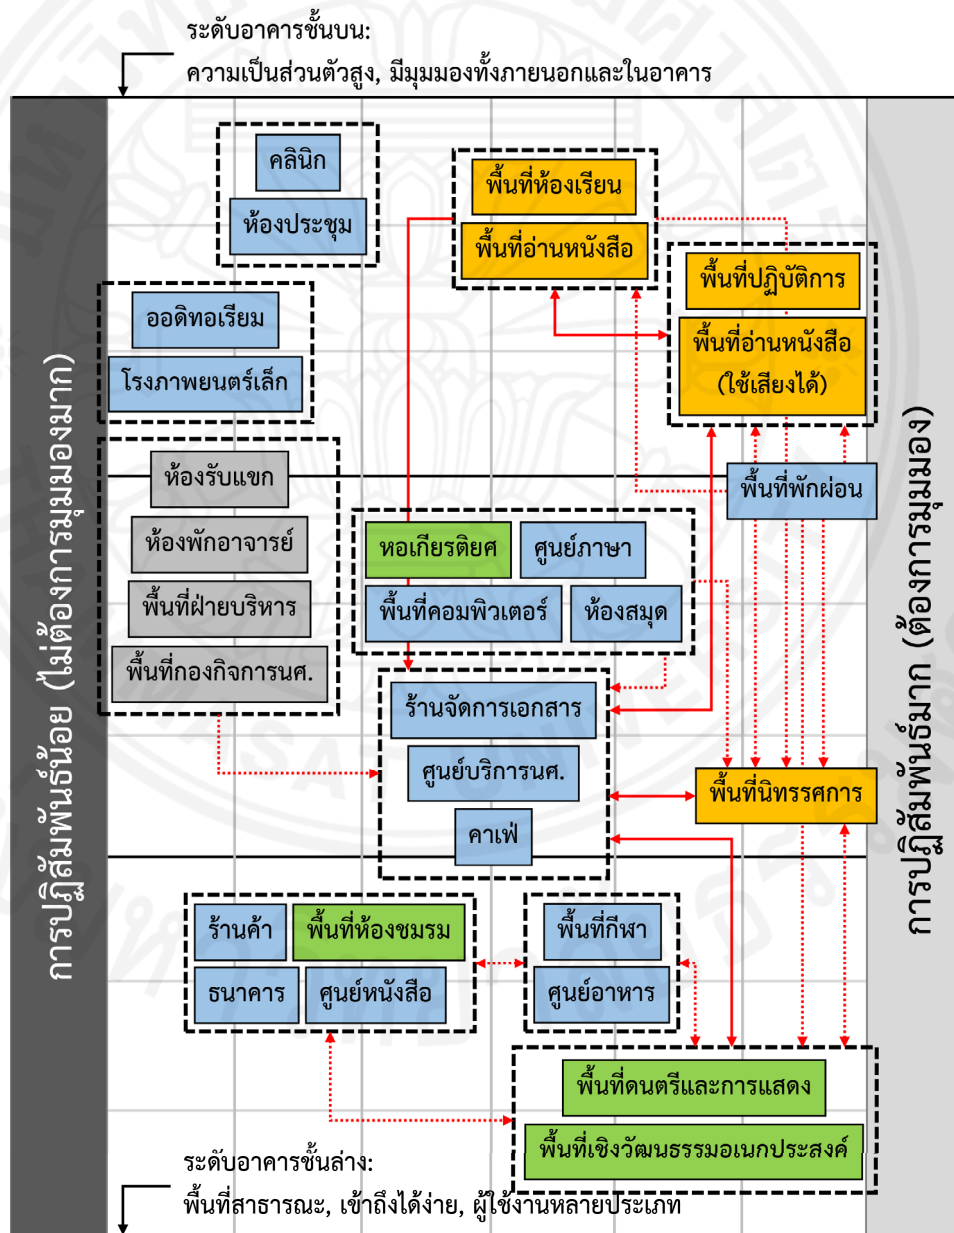 ระดับอาคารชั้นบน:
ความเป็นส่วนตัวสูง, มีมุมมองทั้งภายนอกและในอาคาร
การปฏิสัมพันธ์น้อย (ไม่ต้องการมุมมองมาก)
คลินิก
ห้องประชุม
พื้นที่ห้องเรียน
พื้นที่อ่านหนังสือ
พื้นที่ปฏิบัติการ
พื้นที่อ่านหนังสือ
(ใช้เสียงได้)
ออดิทอเรียม
โรงภาพยนตร์เล็ก
ห้องรับแขก
ห้องพักอาจารย์
พื้นที่ฝ่ายบริหาร
พื้นที่กองกิจการนศ.
พื้นที่พักผ่อน
หอเกียรติยศ
ศูนย์ภาษา
พื้นที่คอมพิวเตอร์
ห้องสมุด
ร้านจัดการเอกสาร
ศูนย์บริการนศ.
คาเฟ่
พื้นที่นิทรรศการ
ร้านค้า
พื้นที่ห้องชมรม
ธนาคาร
ศูนย์หนังสือ
พื้นที่กีฬา
ศูนย์อาหาร
พื้นที่ดนตรีและการแสดง
พื้นที่เชิงวัฒนธรรมอเนกประสงค์
การปฏิสัมพันธ์มาก (ต้องการมุมมอง)
ระดับอาคารชั้นล่าง:
พื้นที่สาธารณะ, เข้าถึงได้ง่าย, ผู้ใช้งานหลายประเภท